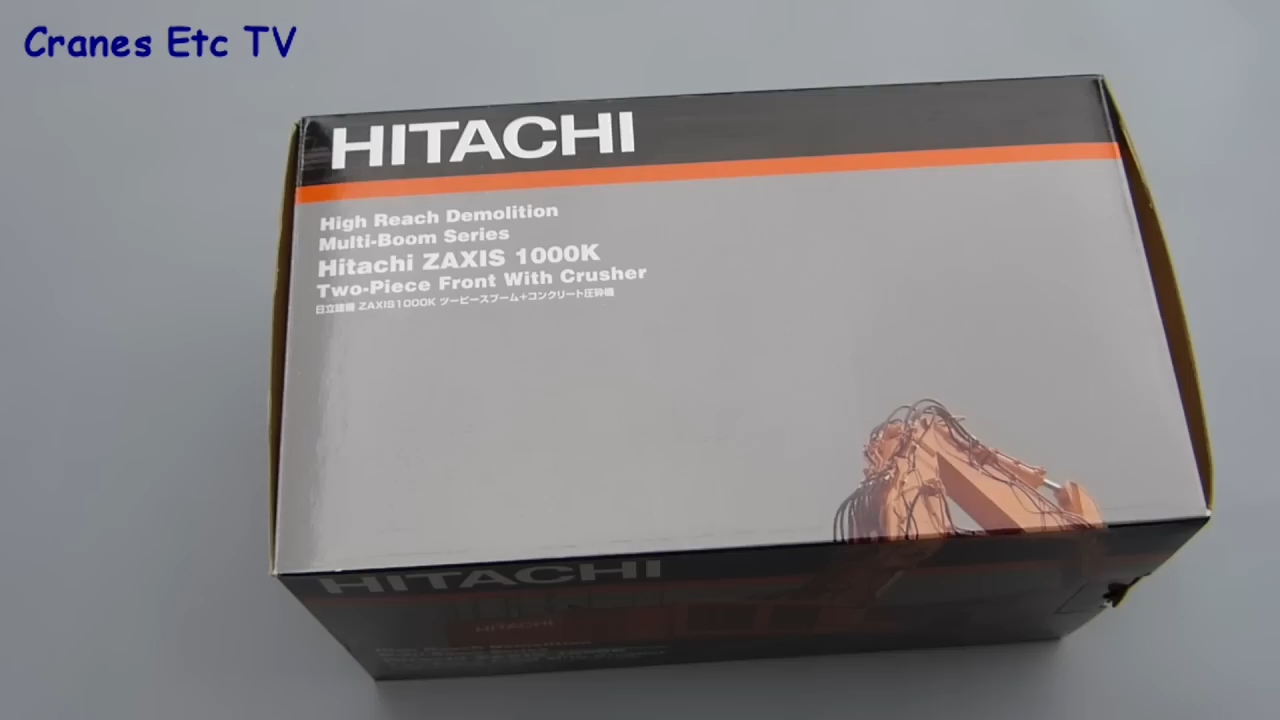 Cranes Etc TV
HITACHI
High Reach Demolition
Multi-Boom Series
Hitachi ZAXIS 1000K
Two-Piece Front With Crusher
日立建機 ZAXIS1000K ツーピースブーム+コンクリート圧砕機
HITACHI
HITACHI